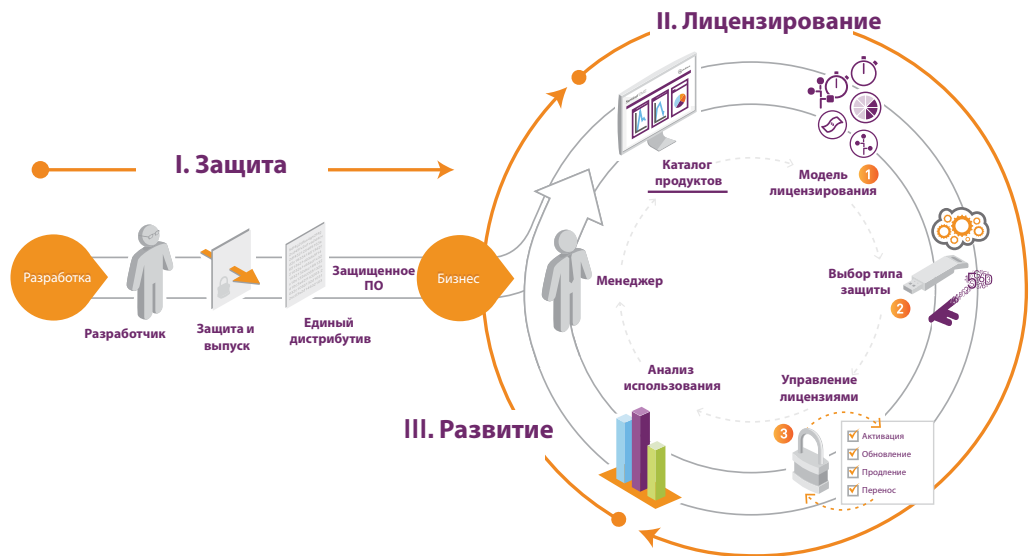 II. Лицензирование
I. Защита
Каталог
продуктов
Модель
лицензирования
1
Разработка
Бизнес
Защищенное
ПО
Менеджер
Выбор типа
защиты
2
Разработчик
Защита и
выпуск
Единый
дистрибутив
Анализ
использования
Управление
лицензиями
III. Развитие
3
Активация
Обновление
Продление
Перенос